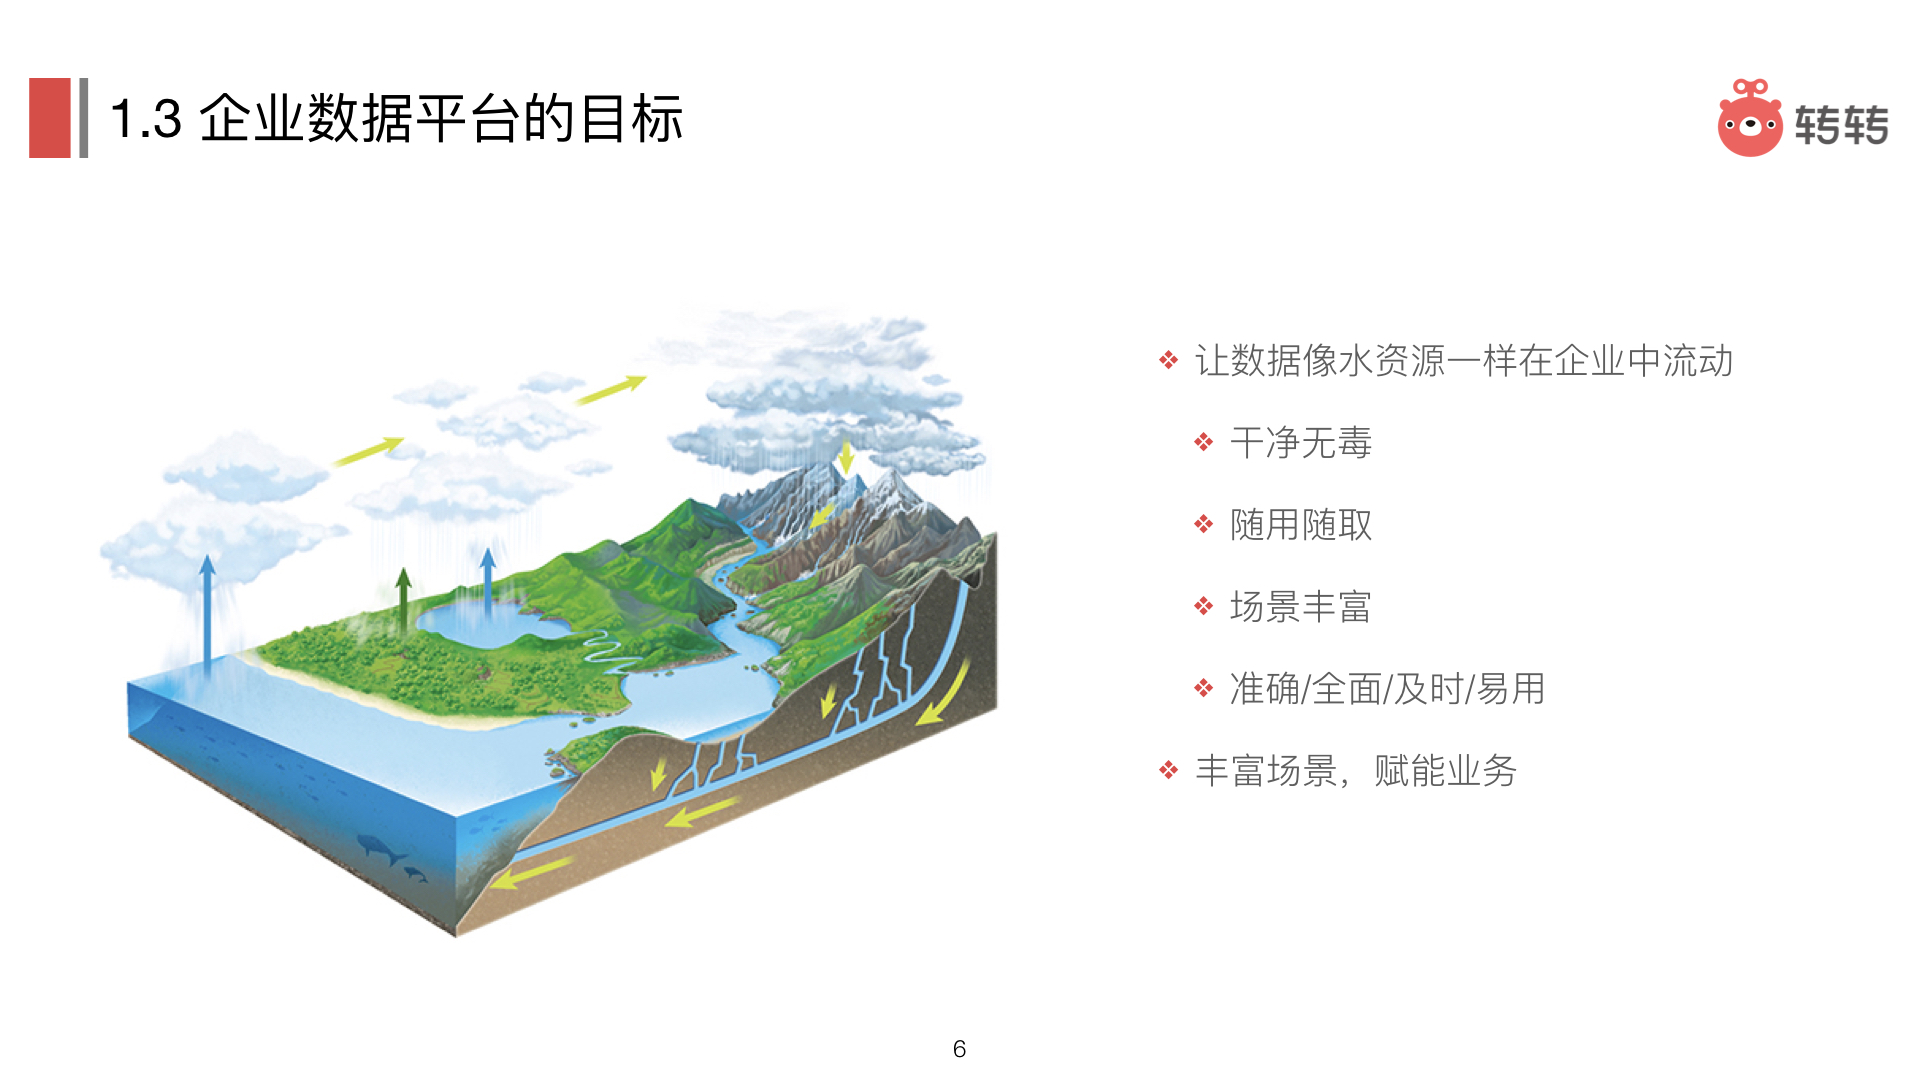 1.3 企业数据平台的目标
转转
让数据像水资源一样在企业中流动
干净无毒
随用随取
场景丰富
准确/全面/及时/易用
丰富场景，赋能业务
6